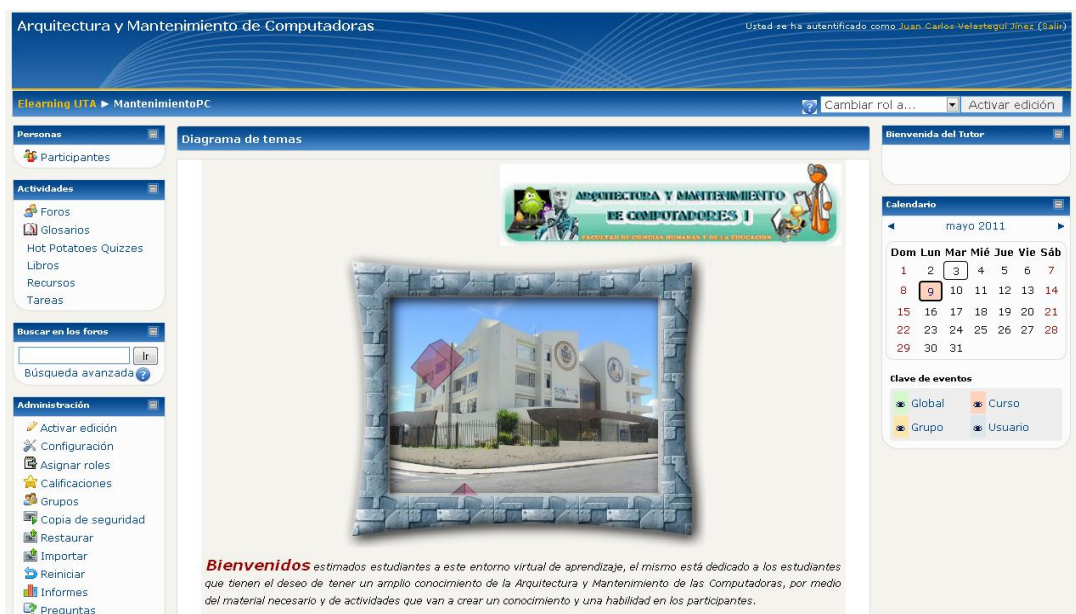 Arquitectura y Mantenimiento de Computadoras
Usted se ha autentificado como Juan Carlos Velastegui Jínez (Salir)
Elearning UTA ► MantenimientoPC
Cambiar rol a...
Activar edición
Personas
Participantes
Actividades
Foros
Glosarios
Hot Potatoes Quizzes
Libros
Recursos
Tareas
Buscar en los foros
Ir
Búsqueda avanzada
Administración
Activar edición
Configuración
Asignar roles
Calificaciones
Grupos
Copia de seguridad
Restaurar
Importar
Reiniciar
Informes
Preguntas
Diagrama de temas
ARQUITECTURA Y MANTENIMIENTO
DE COMPUTADORES I
FACULTAD DE CIENCIAS HUMANAS Y DE LA EDUCACION
Bienvenidos estimados estudiantes a este entorno virtual de aprendizaje, el mismo está dedicado a los estudiantes
que tienen el deseo de tener un amplio conocimiento de la Arquitectura y Mantenimiento de las Computadoras, por medio
del material necesario y de actividades que van a crear un conocimiento y una habilidad en los participantes.
Bienvenida del Tutor
Calendario
◄ mayo 2011 ►
Dom Lun Mar Mié Jue Vie Sáb
1 2 3 4 5 6 7
8 9 10 11 12 13 14
15 16 17 18 19 20 21
22 23 24 25 26 27 28
29 30 31
Clave de eventos
Global Curso
Grupo Usuario